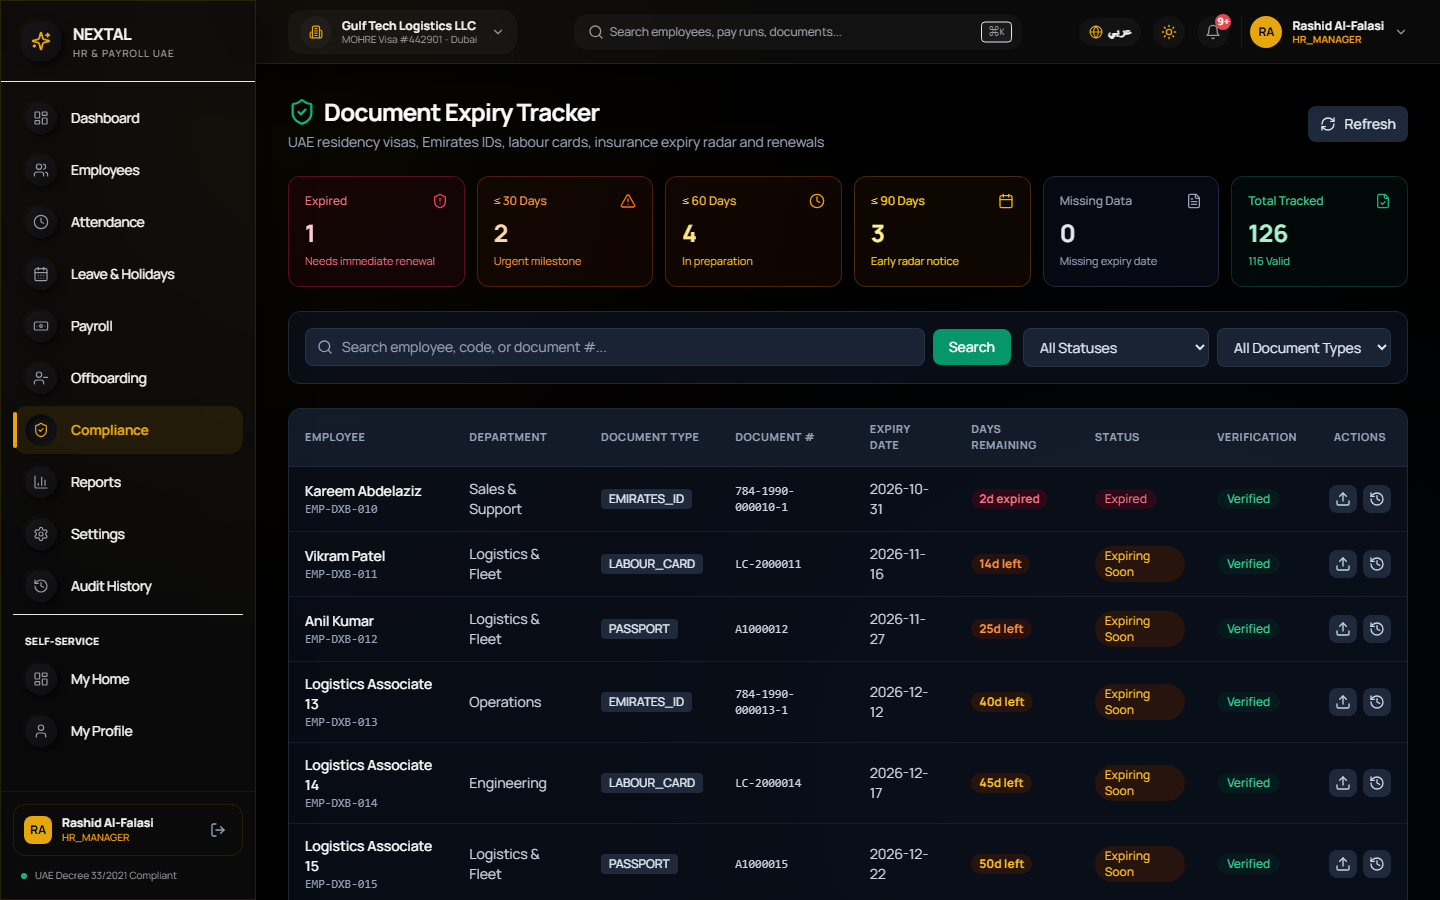 NEXTAL
HR & PAYROLL UAE
Gulf Tech Logistics LLC
MOHRE Visa #442901 - Dubai
Search employees, pay runs, documents...
⌘K
عربي
9+
RA
Rashid Al-Falasi
HR_MANAGER
Dashboard
Employees
Attendance
Leave & Holidays
Payroll
Offboarding
Compliance
Reports
Settings
Audit History
SELF-SERVICE
My Home
My Profile
RA
Rashid Al-Falasi
HR_MANAGER
UAE Decree 33/2021 Compliant
Document Expiry Tracker
UAE residency visas, Emirates IDs, labour cards, insurance expiry radar and renewals
Refresh
Expired
1
Needs immediate renewal
≤ 30 Days
2
Urgent milestone
≤ 60 Days
4
In preparation
≤ 90 Days
3
Early radar notice
Missing Data
0
Missing expiry date
Total Tracked
126
116 Valid
Search employee, code, or document #...
Search
All Statuses
All Document Types
EMPLOYEE
DEPARTMENT
DOCUMENT TYPE
DOCUMENT #
EXPIRY
DATE
DAYS
REMAINING
STATUS
VERIFICATION
ACTIONS
Kareem Abdelaziz
EMP-DXB-010
Sales &
Support
EMIRATES_ID
784-1990-
000010-1
2026-10-
31
2d expired
Expired
Verified
Vikram Patel
EMP-DXB-011
Logistics &
Fleet
LABOUR_CARD
LC-2000011
2026-11-
16
14d left
Expiring
Soon
Verified
Anil Kumar
EMP-DXB-012
Logistics &
Fleet
PASSPORT
A1000012
2026-11-
27
25d left
Expiring
Soon
Verified
Logistics Associate
13
EMP-DXB-013
Operations
EMIRATES_ID
784-1990-
000013-1
2026-12-
12
40d left
Expiring
Soon
Verified
Logistics Associate
14
EMP-DXB-014
Engineering
LABOUR_CARD
LC-2000014
2026-12-
17
45d left
Expiring
Soon
Verified
Logistics Associate
15
EMP-DXB-015
Logistics &
Fleet
PASSPORT
A1000015
2026-12-
22
50d left
Expiring
Soon
Verified